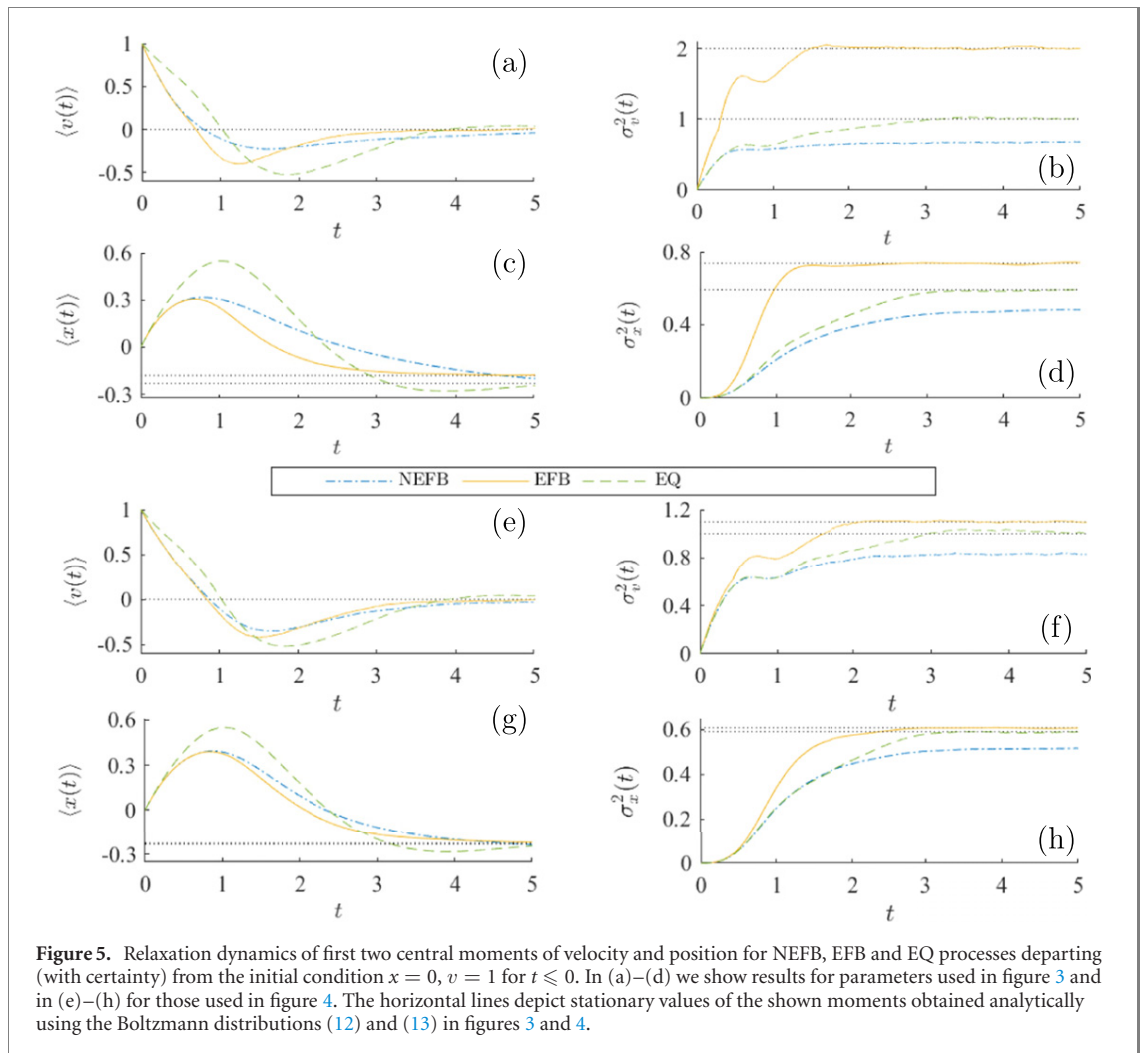 1
0.5
0
-0.5
⟨v(t)⟩
(a)
0 1 2 3 4 5
t
2
1
0
σ²ᵥ(t)
(b)
0 1 2 3 4 5
t
0.6
0.3
0
-0.3
⟨x(t)⟩
(c)
0 1 2 3 4 5
t
0.8
0.4
0
σ²ₓ(t)
(d)
0 1 2 3 4 5
t
NEFB EFB EQ
1
0.5
0
-0.5
⟨v(t)⟩
(e)
0 1 2 3 4 5
t
1.2
0.8
0.4
0
σ²ᵥ(t)
(f)
0 1 2 3 4 5
t
0.6
0.3
0
-0.3
⟨x(t)⟩
(g)
0 1 2 3 4 5
t
0.6
0.4
0.2
0
σ²ₓ(t)
(h)
0 1 2 3 4 5
t
Figure 5. Relaxation dynamics of first two central moments of velocity and position for NEFB, EFB and EQ processes departing
(with certainty) from the initial condition x = 0, v = 1 for t ⩽ 0. In (a)–(d) we show results for parameters used in figure 3 and
in (e)–(h) for those used in figure 4. The horizontal lines depict stationary values of the shown moments obtained analytically
using the Boltzmann distributions (12) and (13) in figures 3 and 4.